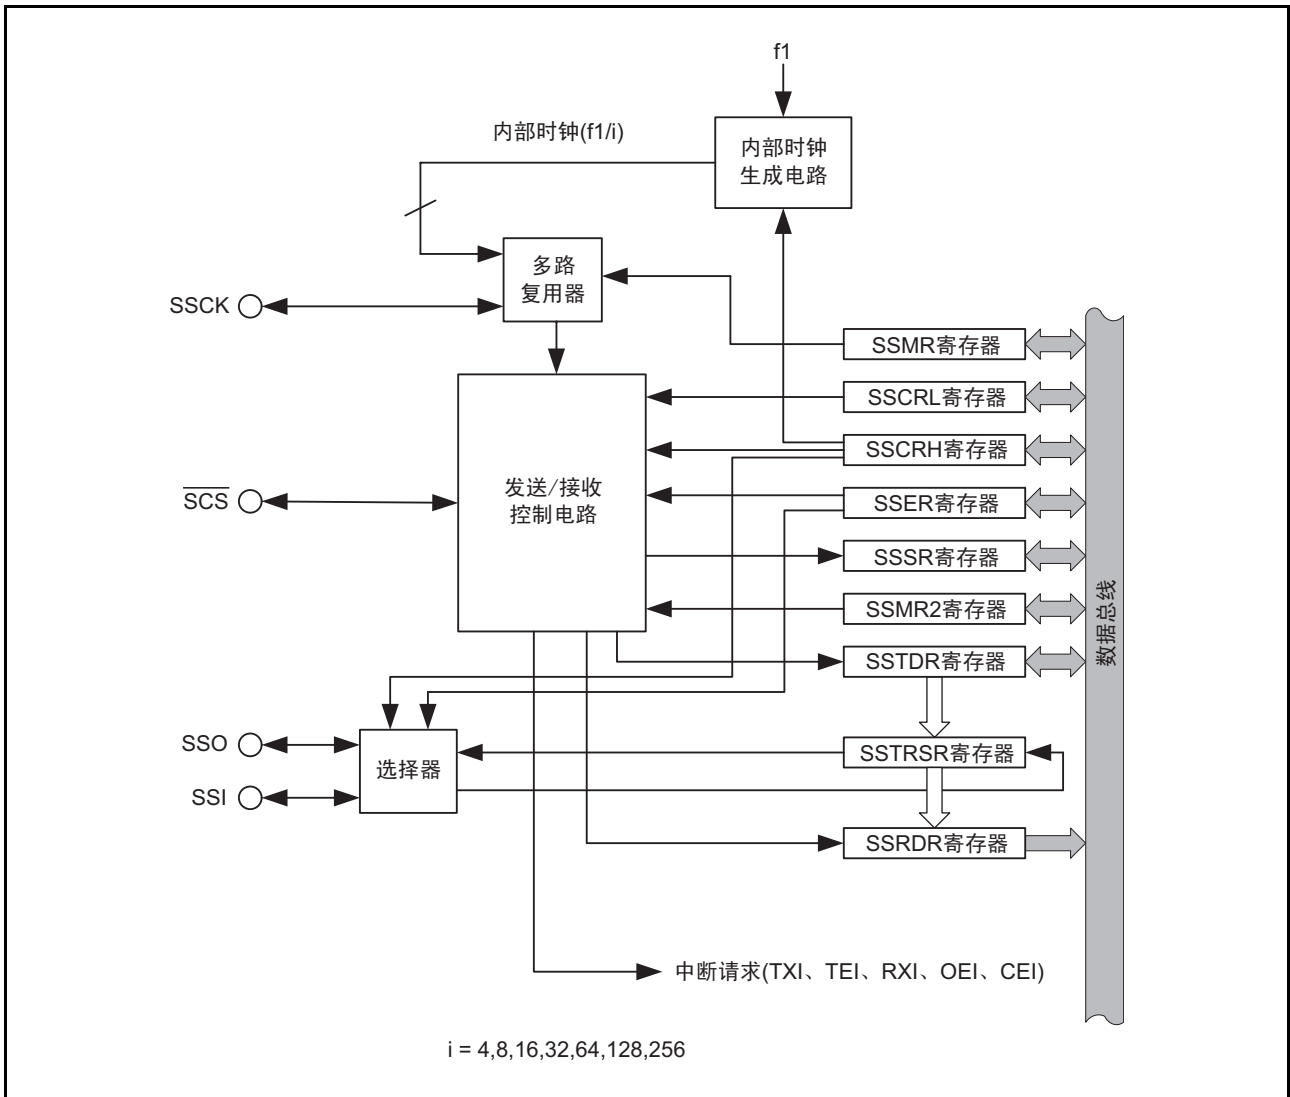 f1
内部时钟(f1/i)
内部时钟
生成电路
多路
复用器
SSCK
SSMR寄存器
SSCRL寄存器
SSCRH寄存器
SCS
发送/接收
控制电路
SSER寄存器
SSSR寄存器
SSMR2寄存器
数据总线
SSTDR寄存器
SSO
SSI
选择器
SSTRSR寄存器
SSRDR寄存器
中断请求(TXI、TEI、RXI、OEI、CEI)
i = 4,8,16,32,64,128,256